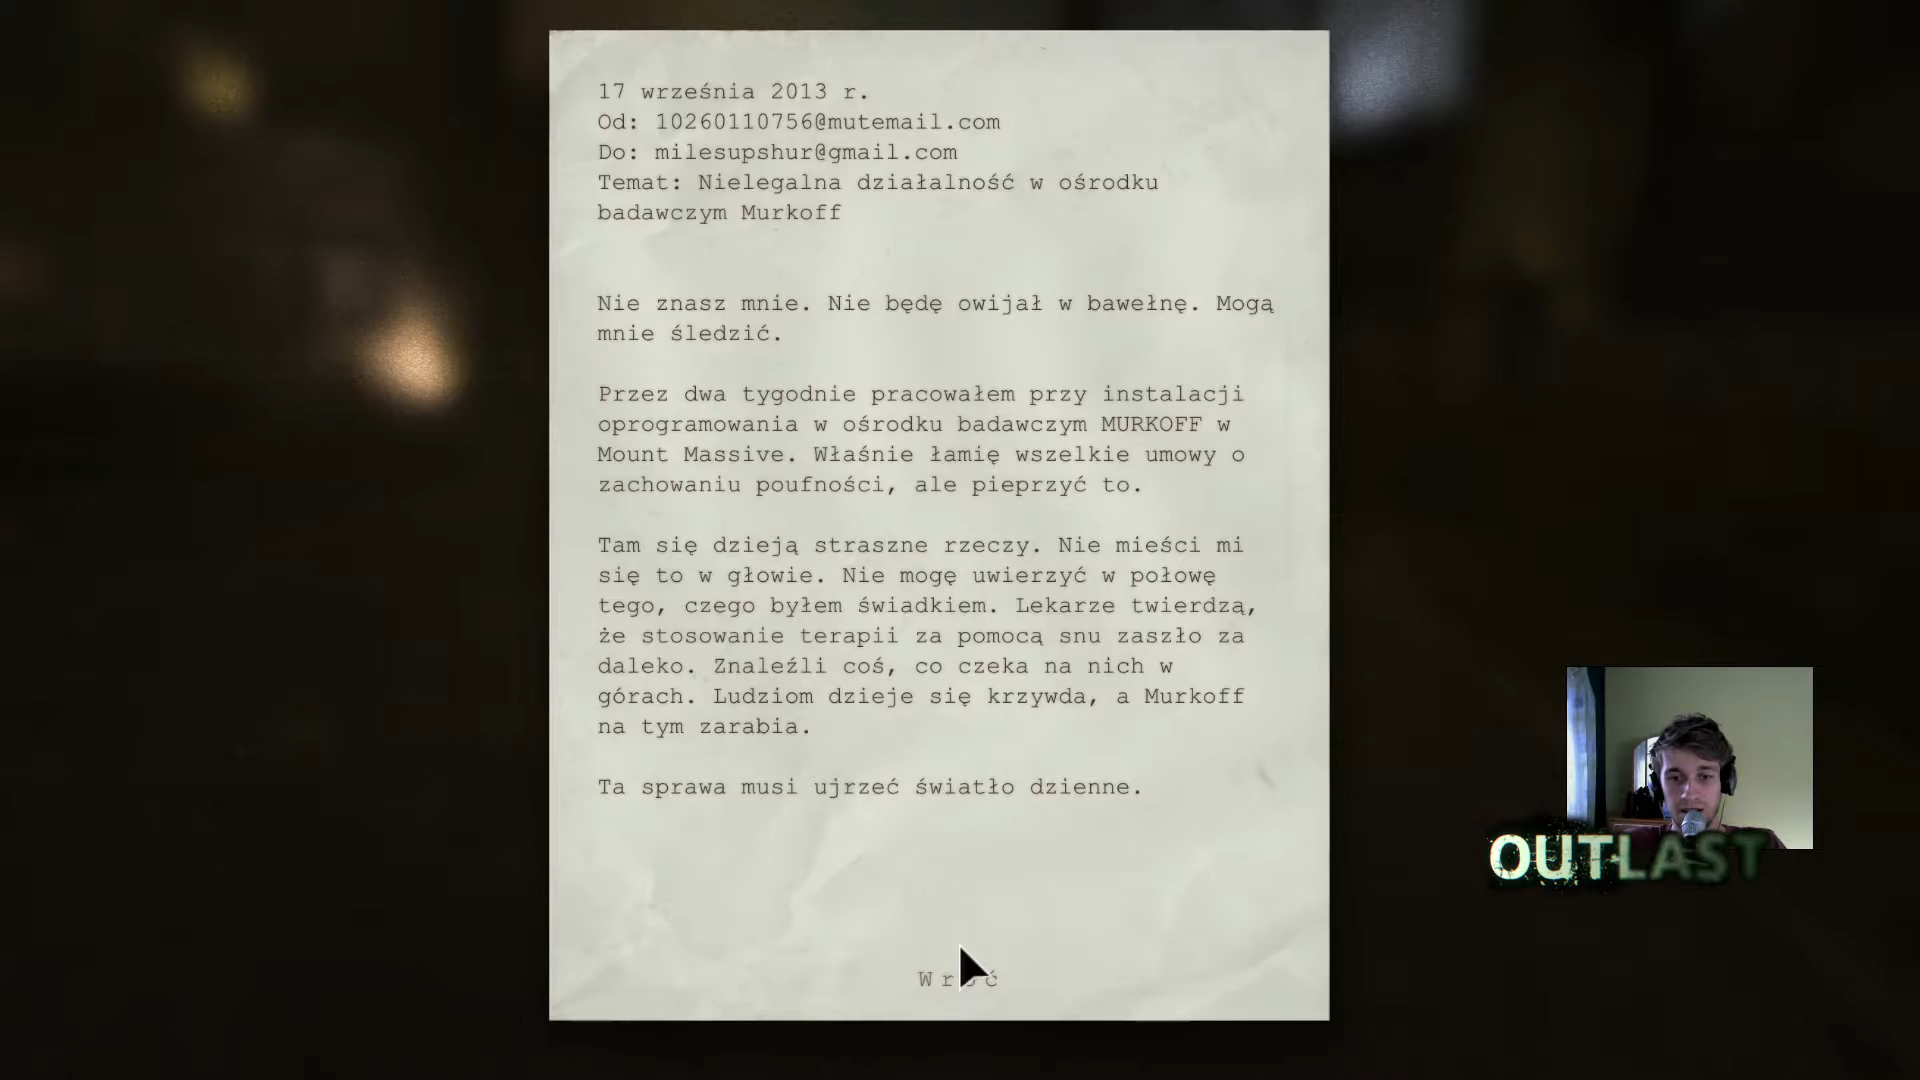 17 września 2013 r.
Od: 10260110756@mutemail.com
Do: milesupshur@gmail.com
Temat: Nielegalna działalność w ośrodku
badawczym Murkoff
Nie znasz mnie. Nie będę owijał w bawełnę. Mogą
mnie śledzić.
Przez dwa tygodnie pracowałem przy instalacji
oprogramowania w ośrodku badawczym MURKOFF w
Mount Massive. Właśnie łamię wszelkie umowy o
zachowaniu poufności, ale pieprzyć to.
Tam się dzieją straszne rzeczy. Nie mieści mi
się to w głowie. Nie mogę uwierzyć w połowę
tego, czego byłem świadkiem. Lekarze twierdzą,
że stosowanie terapii za pomocą snu zaszło za
daleko. Znaleźli coś, co czeka na nich w
górach. Ludziom dzieje się krzywda, a Murkoff
na tym zarabia.
Ta sprawa musi ujrzeć światło dzienne.
Wróć
OUTLAST